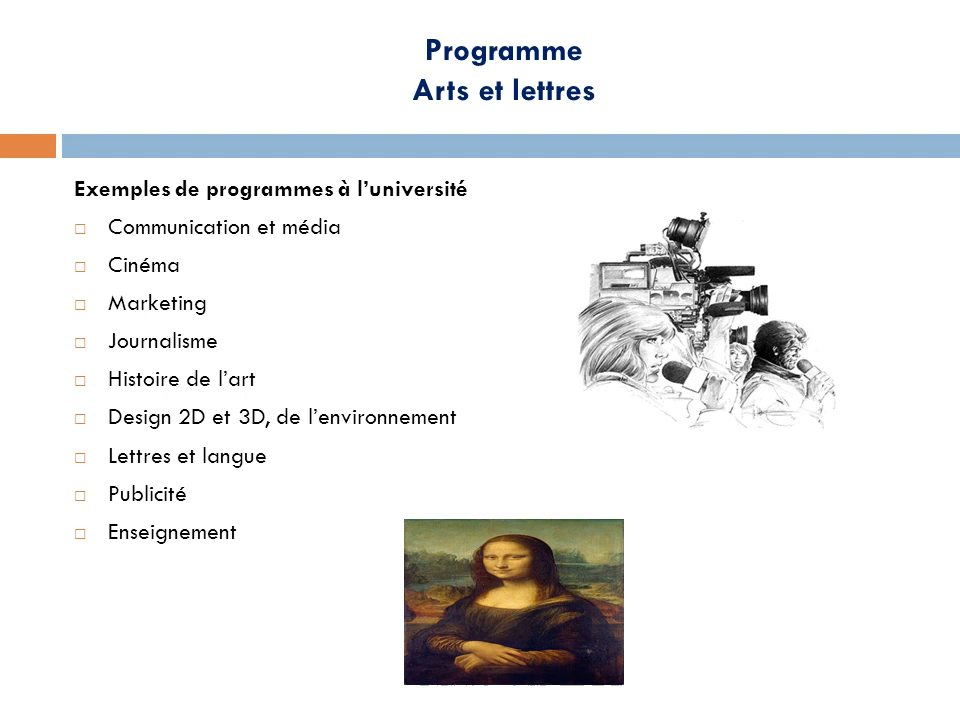 Programme
Arts et lettres
Exemples de programmes à l’université
Communication et média
Cinéma
Marketing
Journalisme
Histoire de l’art
Design 2D et 3D, de l’environnement
Lettres et langue
Publicité
Enseignement